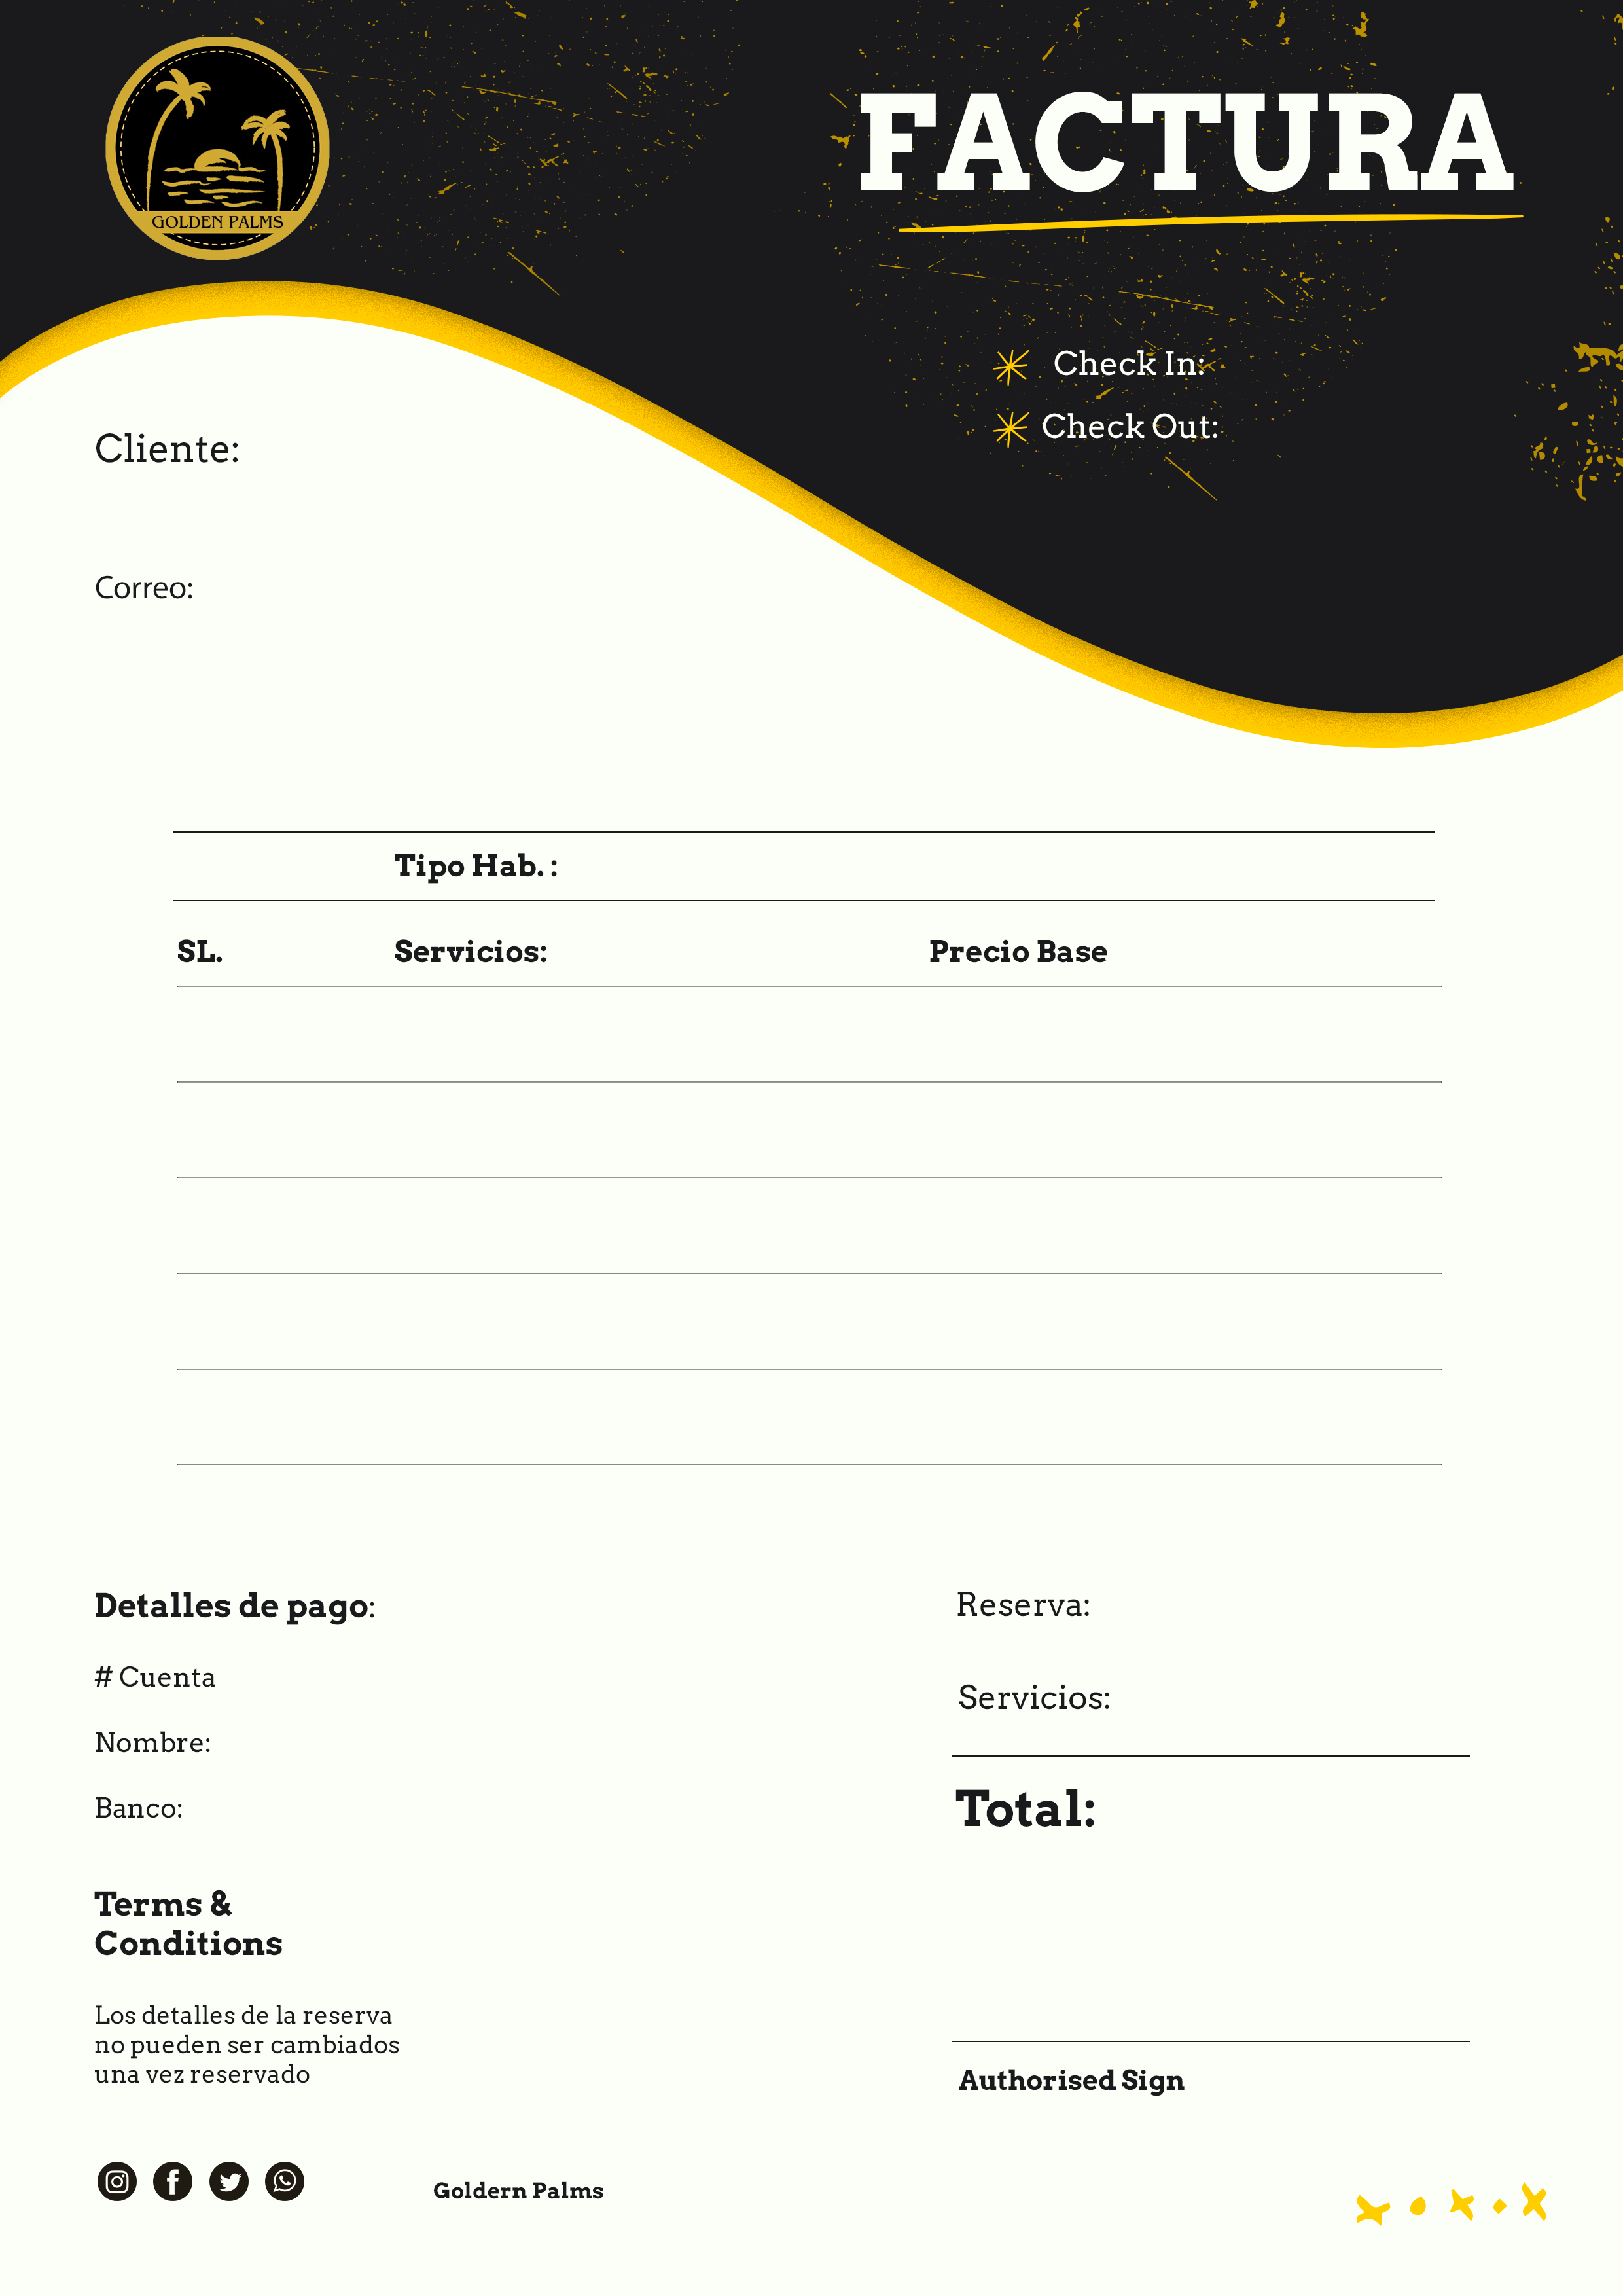 GOLDEN PALMS
FACTURA
Check In:
Check Out:
Cliente:
Correo:
Tipo Hab. :
SL. Servicios: Precio Base
Detalles de pago:
# Cuenta
Nombre:
Banco:
Reserva:
Servicios:
Total:
Terms &
Conditions
Los detalles de la reserva
no pueden ser cambiados
una vez reservado
Authorised Sign
Goldern Palms